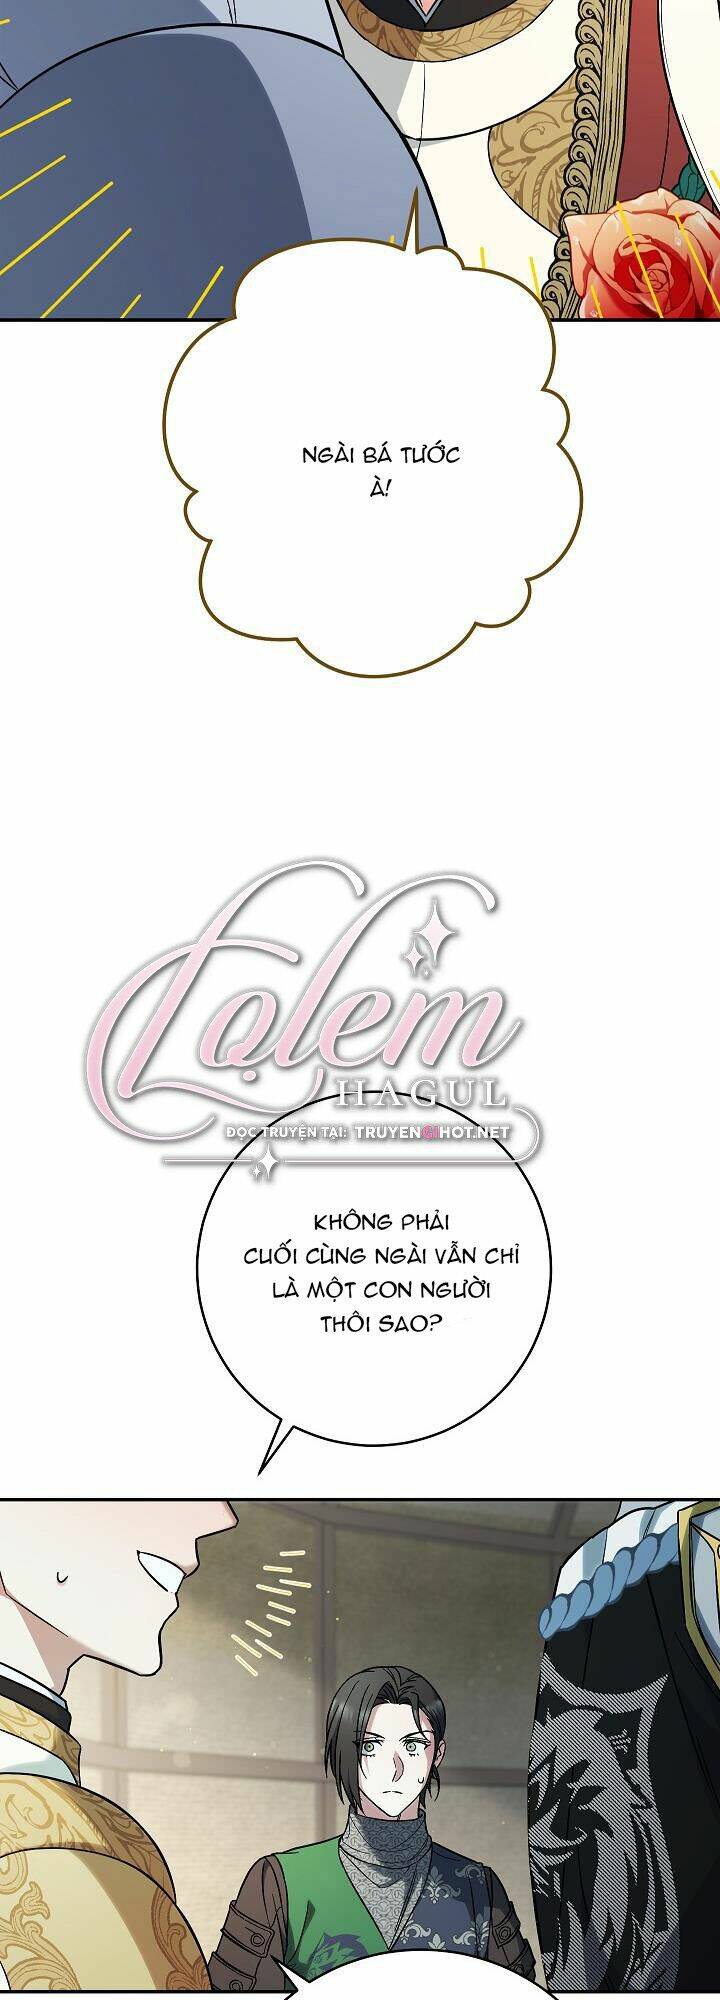 NGÀI BÁ TƯỚC
À!
Lọlem
HAGUL
ĐỌC TRUYỆN TẠI: TRUYENGIHOT.NET
KHÔNG PHẢI
CUỐI CÙNG NGÀI VẪN CHỈ
LÀ MỘT CON NGƯỜI
THÔI SAO?